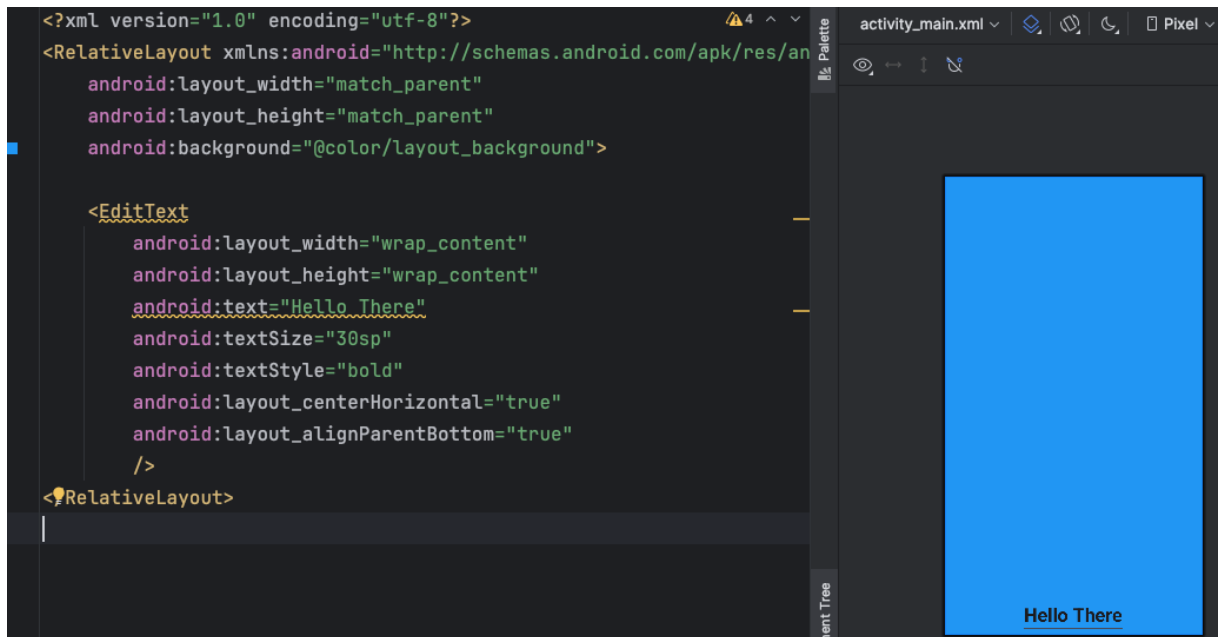 <?xml version="1.0" encoding="utf-8"?>
<RelativeLayout xmlns:android="http://schemas.android.com/apk/res/an
android:layout_width="match_parent"
android:layout_height="match_parent"
android:background="@color/layout_background">
<EditText
android:layout_width="wrap_content"
android:layout_height="wrap_content"
android:text="Hello There"
android:textSize="30sp"
android:textStyle="bold"
android:layout_centerHorizontal="true"
android:layout_alignParentBottom="true"
/>
<RelativeLayout>
4
Palette
nent Tree
activity_main.xml
Pixel
Hello There